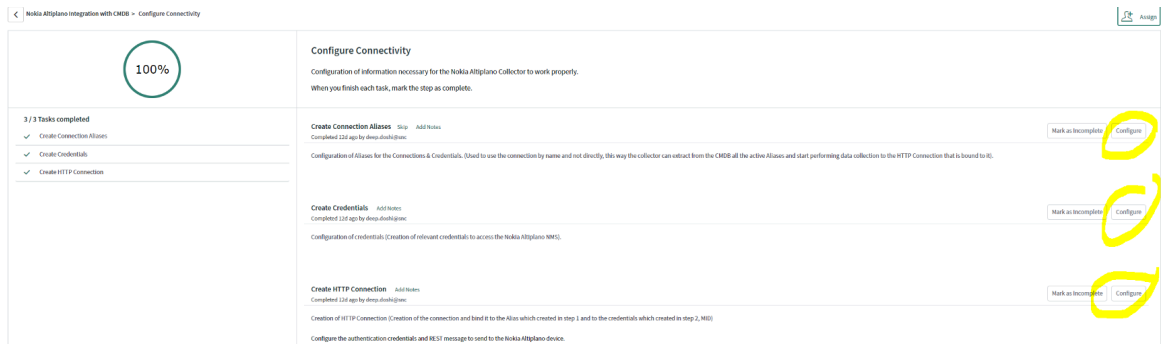 Nokia Altiplano Integration with CMDB > Configure Connectivity
Assign
100%
3 / 3 Tasks completed
Create Connection Aliases
Create Credentials
Create HTTP Connection
Configure Connectivity
Configuration of information necessary for the Nokia Altiplano Collector to work properly.
When you finish each task, mark the step as complete.
Create Connection Aliases Skip Add Notes
Completed 12d ago by deep.doshi@snc
Mark as Incomplete Configure
Configuration of Aliases for the Connections & Credentials. (Used to use the connection by name and not directly, this way the collector can extract from the CMDB all the active Aliases and start performing data collection to the HTTP Connection that is bound to it).
Create Credentials Add Notes
Completed 12d ago by deep.doshi@snc
Mark as Incomplete Configure
Configuration of credentials (Creation of relevant credentials to access the Nokia Altiplano NMS).
Create HTTP Connection Add Notes
Completed 12d ago by deep.doshi@snc
Mark as Incomplete Configure
Creation of HTTP Connection (Creation of the connection and bind it to the Alias which created in step 1 and to the credentials which created in step 2, MID)
Configure the authentication credentials and REST message to send to the Nokia Altiplano device.